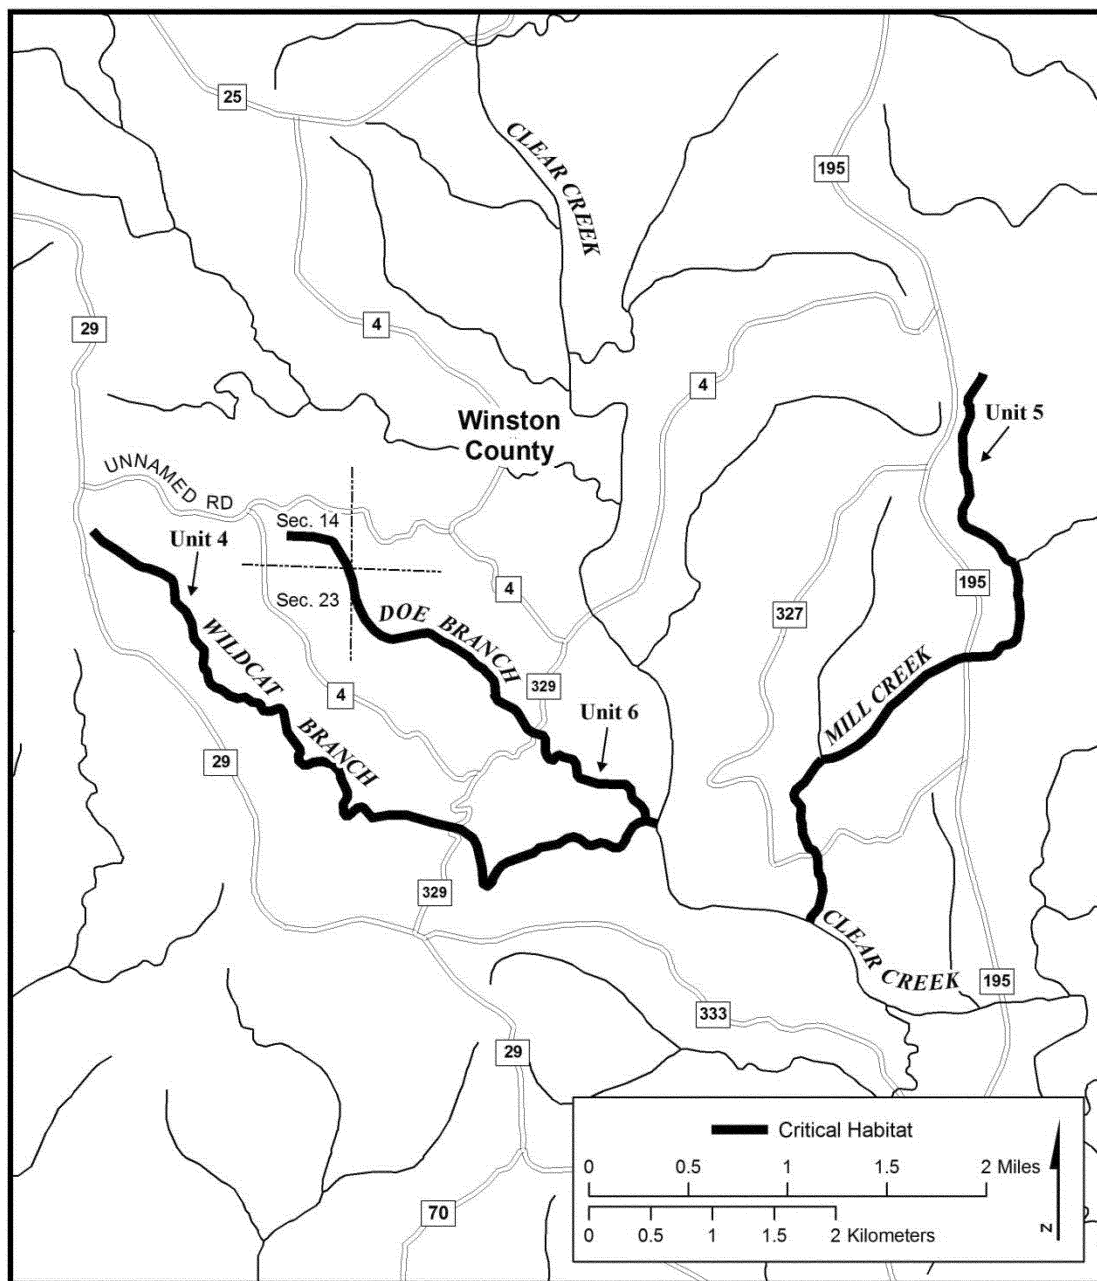 25
CLEAR CREEK
195
29
4
4
Winston
County
Unit 5
UNNAMED RD
Sec. 14
Unit 4
Sec. 23
4
195
327
DOE BRANCH
WILDCAT
BRANCH
MILL CREEK
329
4
Unit 6
29
329
CLEAR CREEK
195
333
29
Critical Habitat
0 0.5 1 1.5 2 Miles
0 0.5 1 1.5 2 Kilometers
N
70